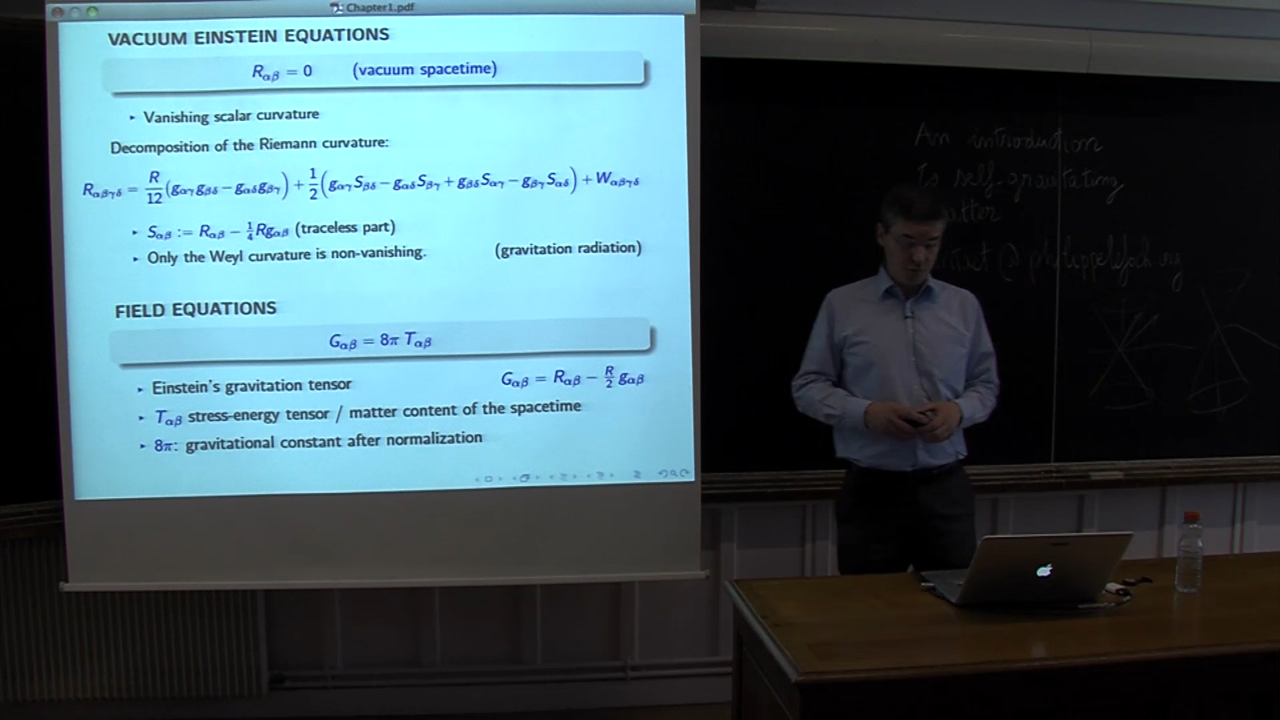 Chapter1.pdf
VACUUM EINSTEIN EQUATIONS
Rαβ = 0 (vacuum spacetime)
▸ Vanishing scalar curvature
Decomposition of the Riemann curvature:
Rαβγδ = R/12 (gαγgβδ − gαδgβγ) + 1/2 (gαγSβδ − gαδSβγ + gβδSαγ − gβγSαδ) + Wαβγδ
▸ Sαβ := Rαβ − 1/4 Rgαβ (traceless part)
▸ Only the Weyl curvature is non-vanishing. (gravitation radiation)
FIELD EQUATIONS
Gαβ = 8π Tαβ
▸ Einstein's gravitation tensor Gαβ = Rαβ − R/2 gαβ
▸ Tαβ stress-energy tensor / matter content of the spacetime
▸ 8π: gravitational constant after normalization
An introduction
to self-gravitating